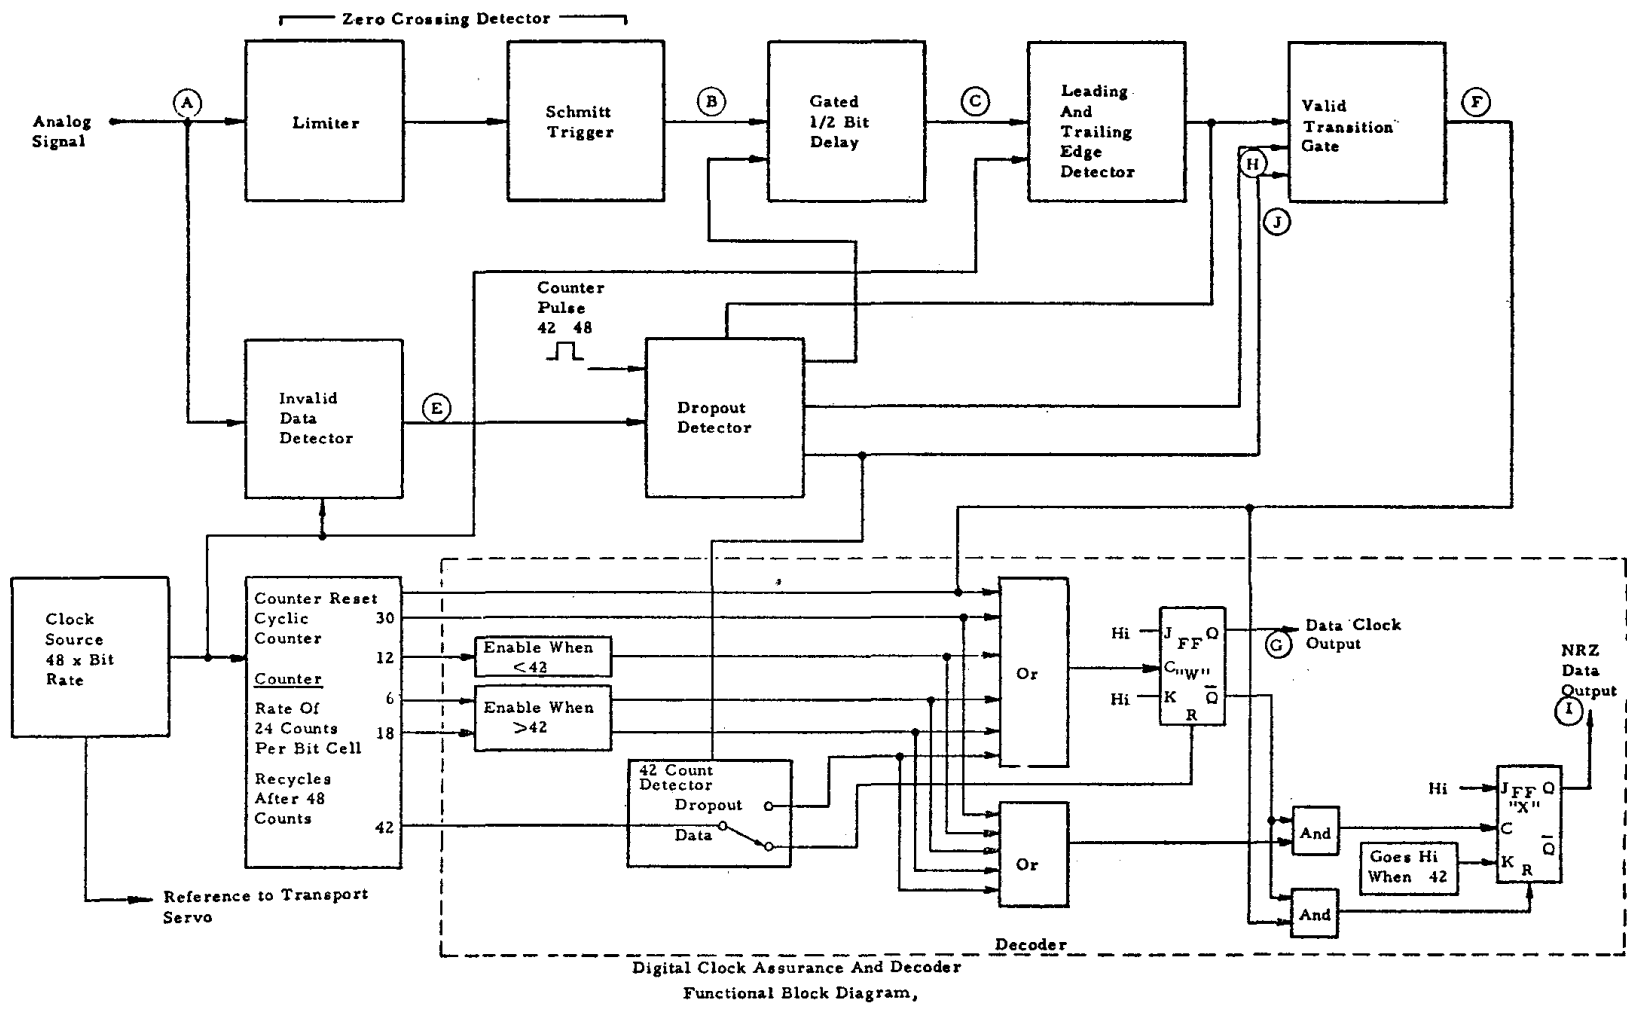 Zero Crossing Detector
A
Analog
Signal
Limiter
Schmitt
Trigger
B
Gated
1/2 Bit
Delay
C
Leading
And
Trailing
Edge
Detector
Valid
Transition
Gate
F
H
J
Counter
Pulse
42 48
Invalid
Data
Detector
E
Dropout
Detector
Clock
Source
48 x Bit
Rate
Counter Reset
Cyclic 30
Counter 12
Counter 6
Rate Of
24 Counts 18
Per Bit Cell
Recycles
After 48
Counts 42
Enable When
<42
Enable When
>42
42 Count
Detector
Dropout
Data
Or
Or
Hi
J FF Q
C "W"
Hi
K Q
R
G
Data Clock
Output
NRZ
Data
Output
I
Hi
J FF Q
"X"
C
K Q
R
And
Goes Hi
When 42
And
Reference to Transport
Servo
Decoder
Digital Clock Assurance And Decoder
Functional Block Diagram,